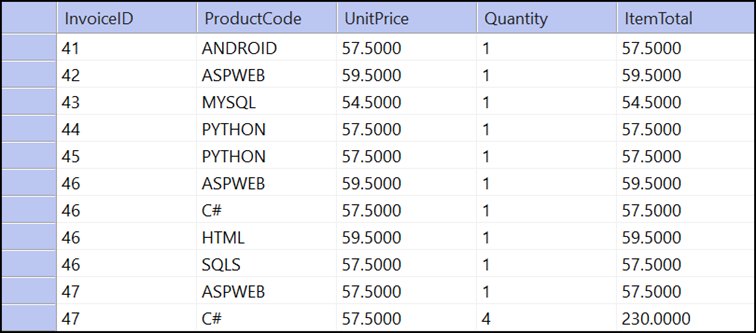 InvoiceID ProductCode UnitPrice Quantity ItemTotal
41 ANDROID 57.5000 1 57.5000
42 ASPWEB 59.5000 1 59.5000
43 MYSQL 54.5000 1 54.5000
44 PYTHON 57.5000 1 57.5000
45 PYTHON 57.5000 1 57.5000
46 ASPWEB 59.5000 1 59.5000
46 C# 57.5000 1 57.5000
46 HTML 59.5000 1 59.5000
46 SQLS 57.5000 1 57.5000
47 ASPWEB 57.5000 1 57.5000
47 C# 57.5000 4 230.0000